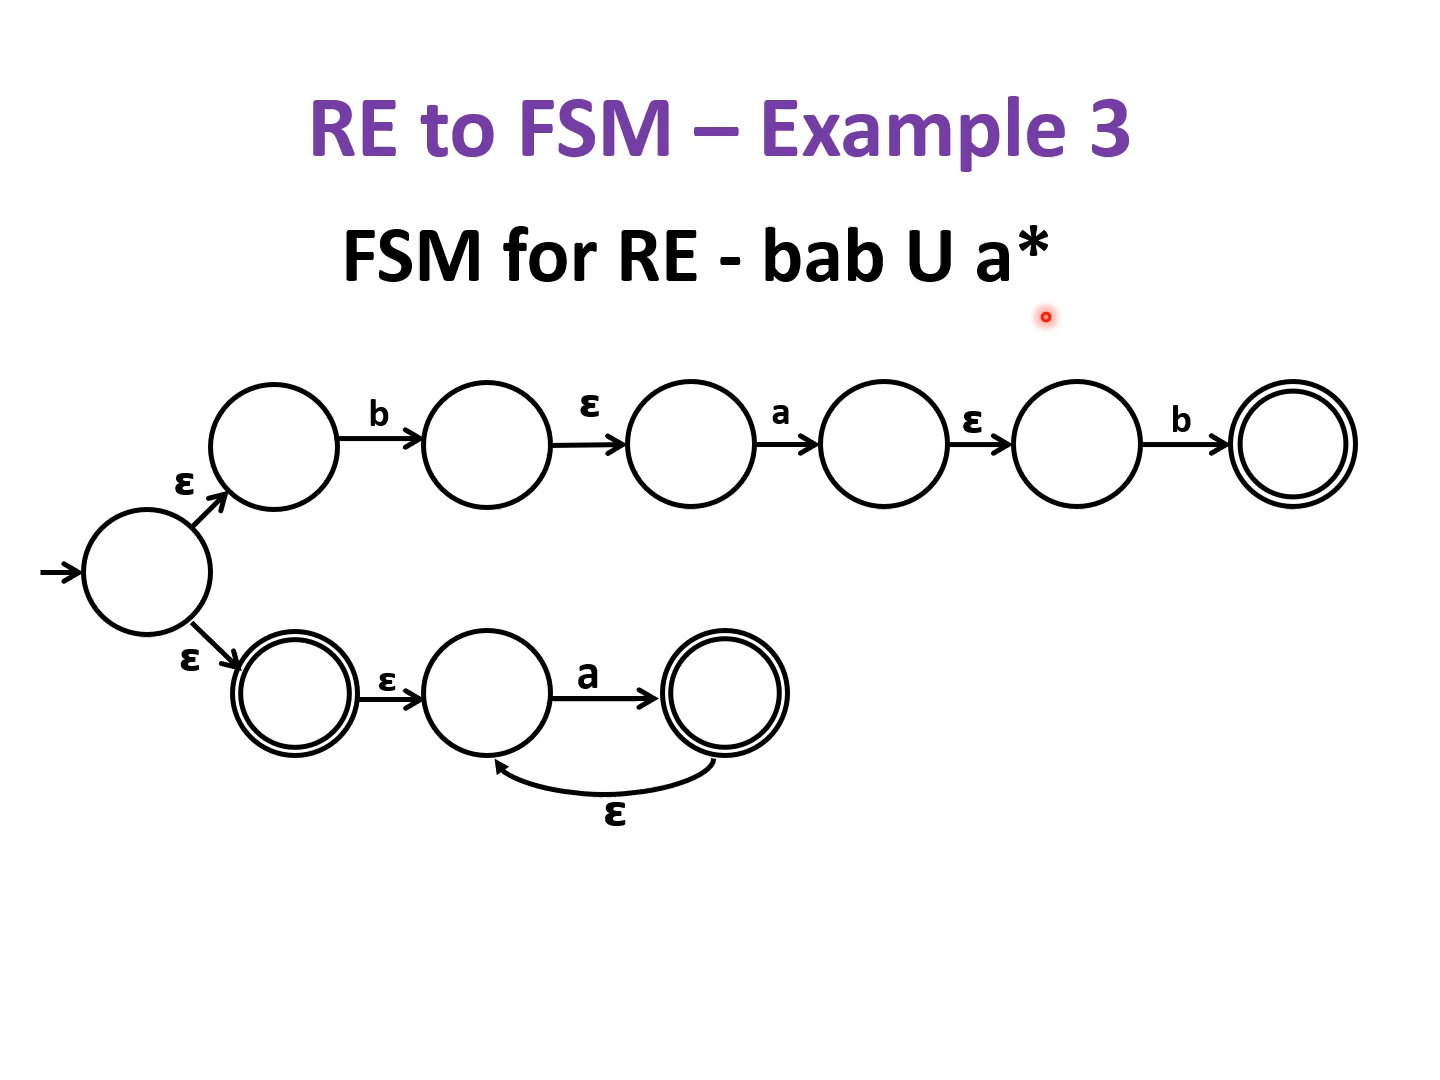 RE to FSM – Example 3
FSM for RE - bab U a*
b
ε
a
ε
b
ε
ε
ε
a
ε